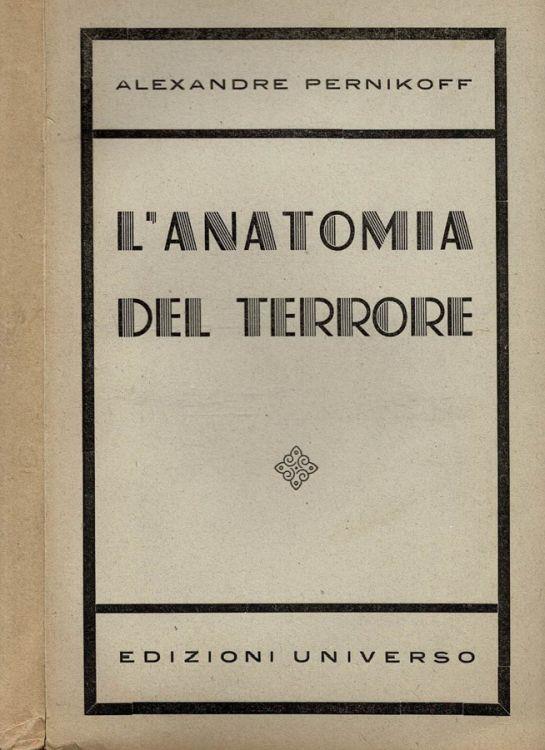 ALEXANDRE PERNIKOFF
L'ANATOMIA
DEL TERRORE
EDIZIONI UNIVERSO